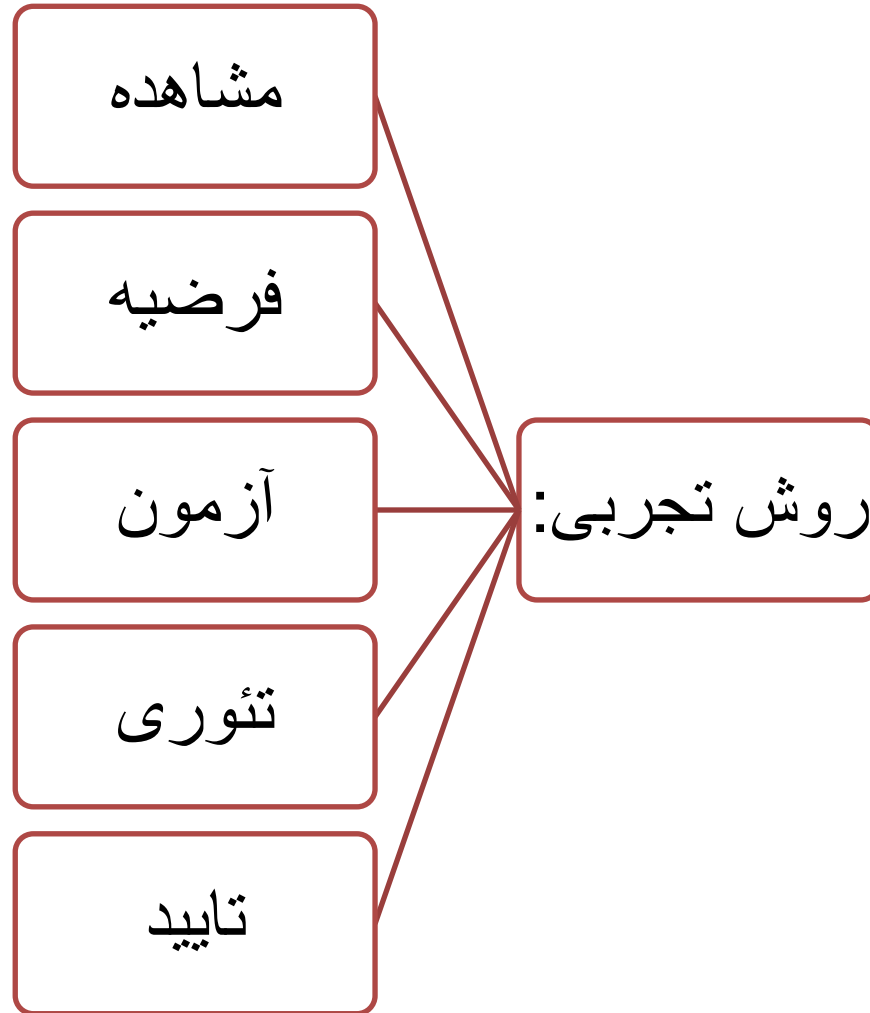 روش تجربی:
مشاهده
فرضیه
آزمون
تئوری
تایید